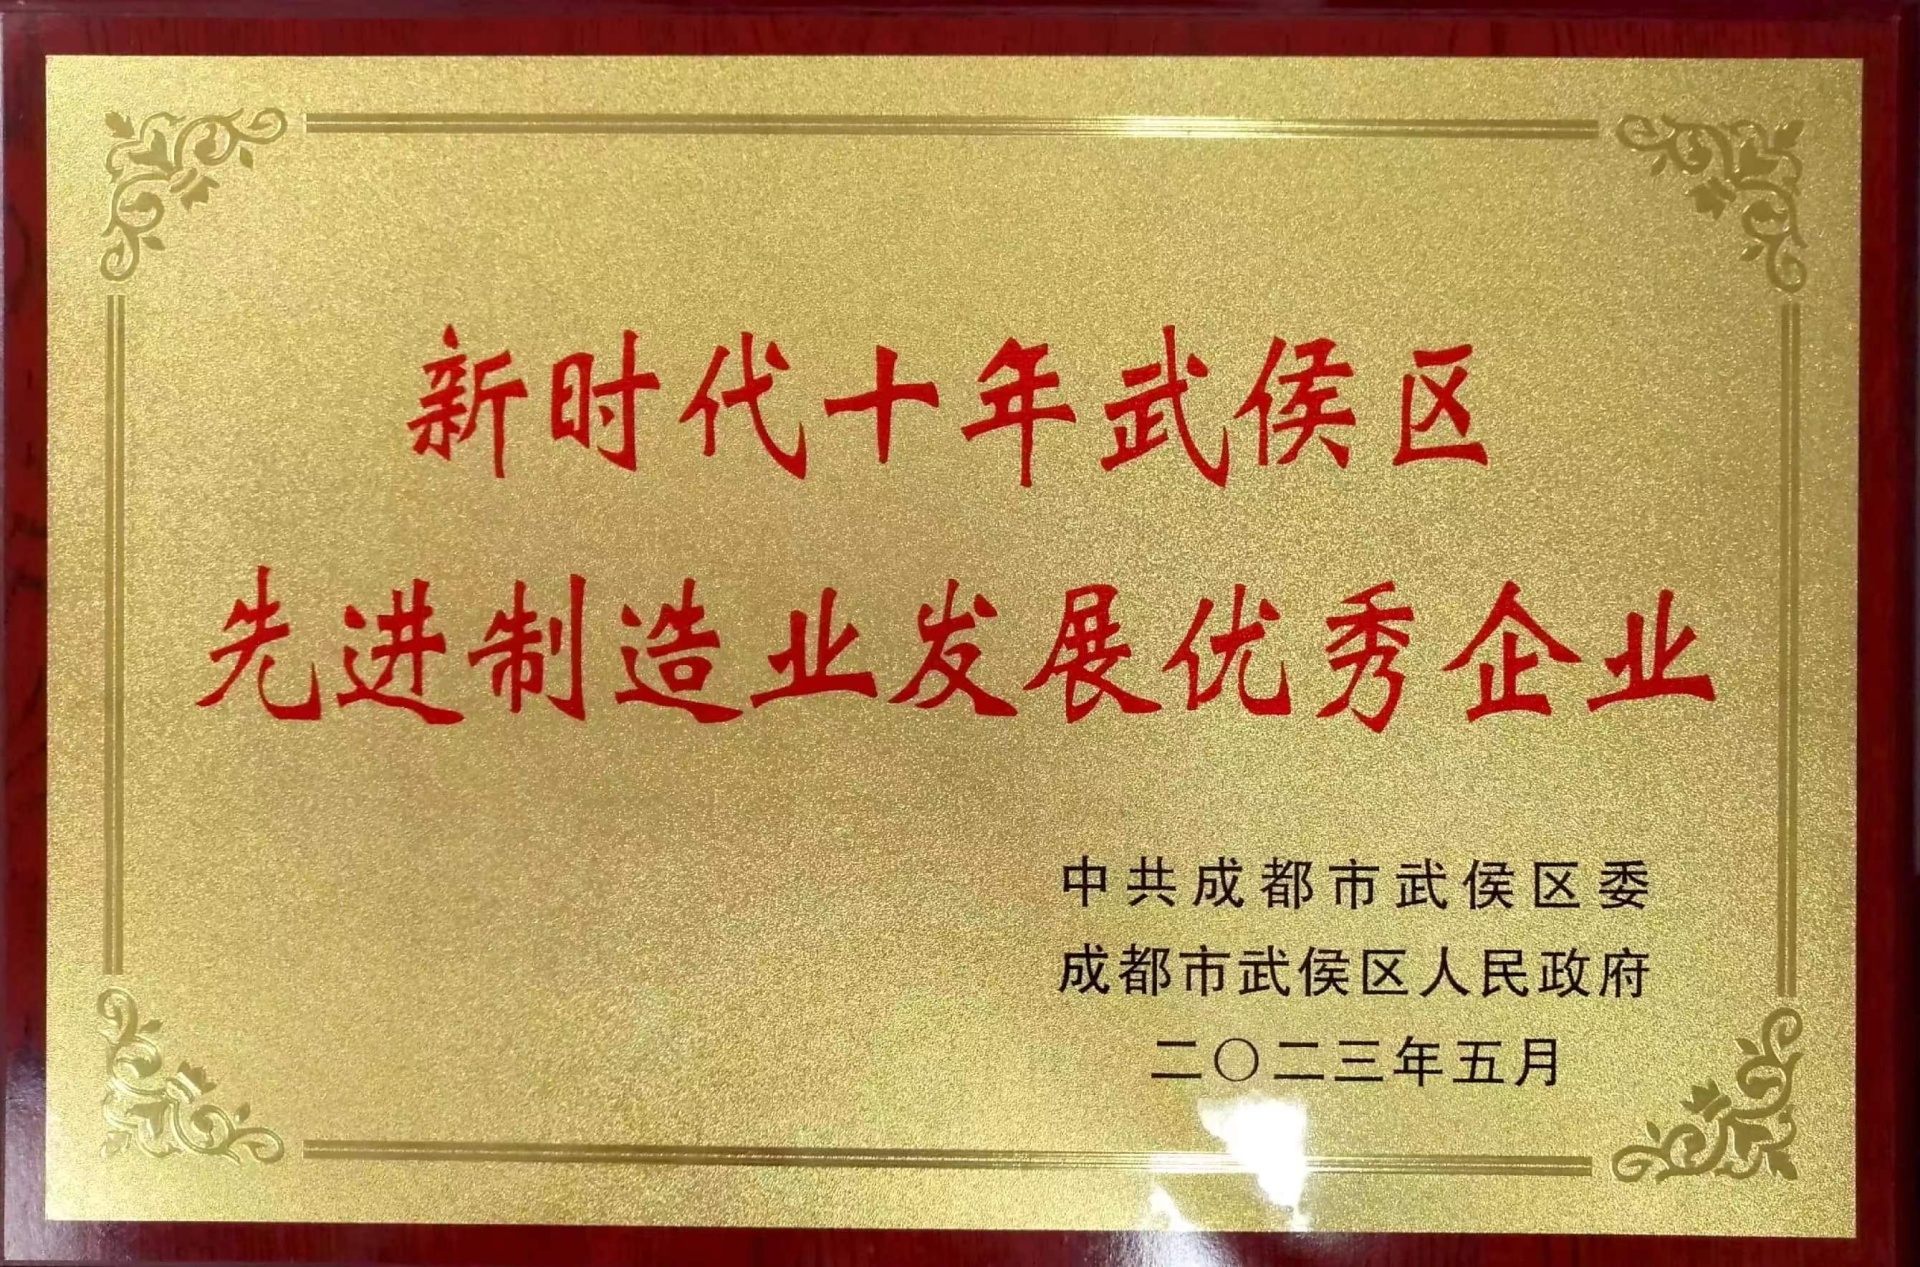 新时代十年武侯区
先进制造业发展优秀企业
中共成都市武侯区委
成都市武侯区人民政府
二〇二三年五月